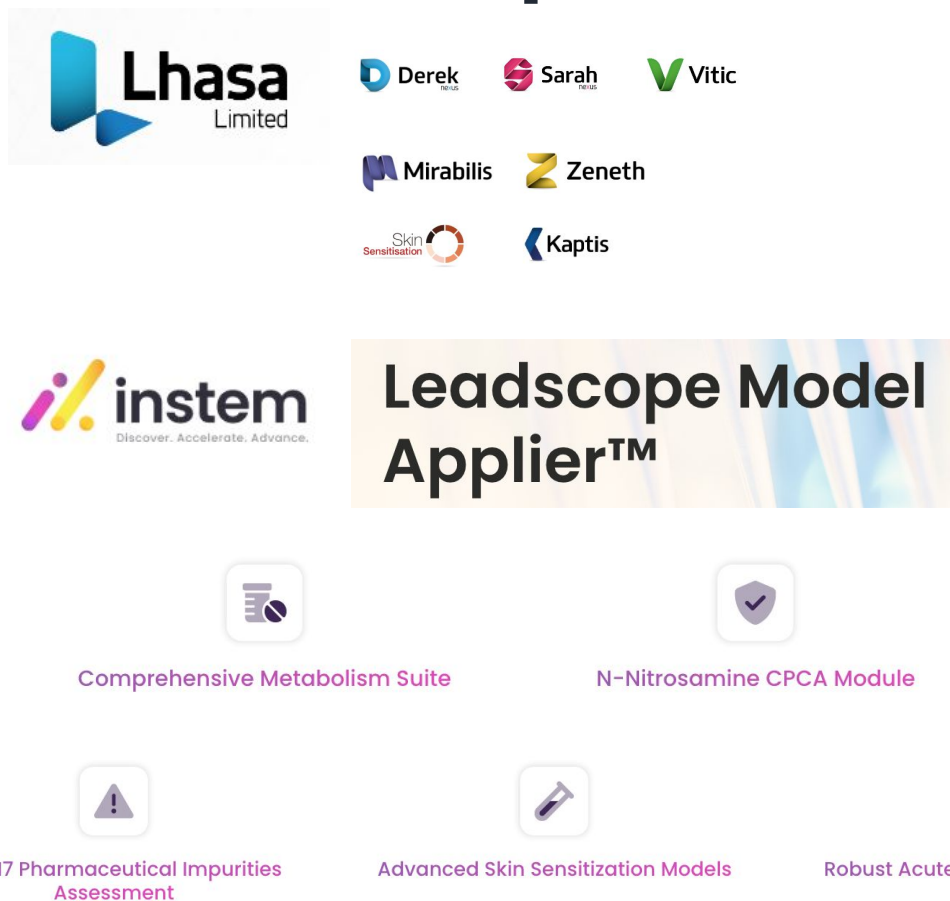 Lhasa
Limited
Derek
nexus
Sarah
nexus
Vitic
Mirabilis
Zeneth
Skin
Sensitisation
Kaptis
instem
Discover. Accelerate. Advance.
Leadscope Model
Applier™
Comprehensive Metabolism Suite
N-Nitrosamine CPCA Module
17 Pharmaceutical Impurities
Assessment
Advanced Skin Sensitization Models
Robust Acute